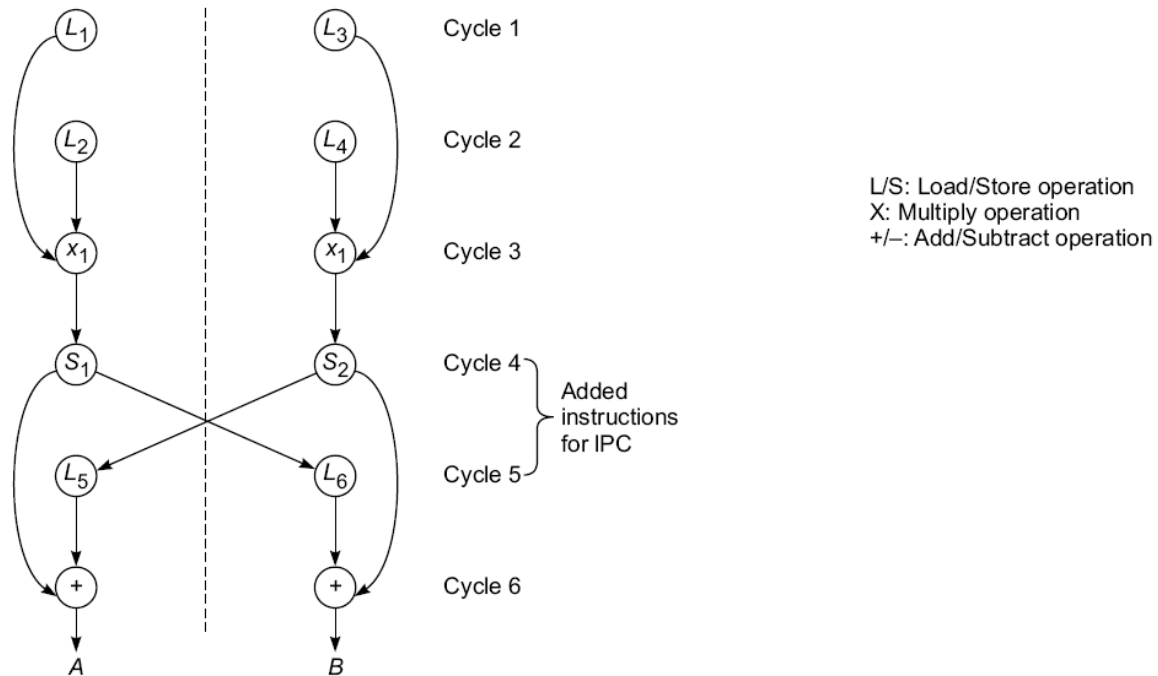 L1 L3 Cycle 1
L2 L4 Cycle 2
L/S: Load/Store operation
X: Multiply operation
+/–: Add/Subtract operation
x1 x1 Cycle 3
S1 S2 Cycle 4
Added
instructions
for IPC
L5 L6 Cycle 5
+ + Cycle 6
A B